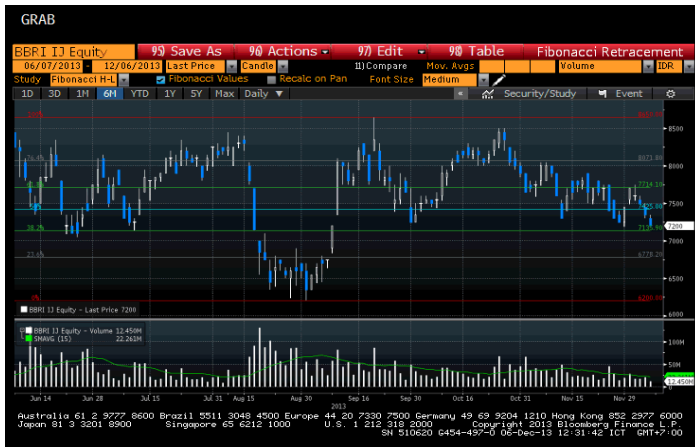 GRAB
BBRI IJ Equity 95) Save As 96) Actions 97) Edit 98) Table Fibonacci Retracement
06/07/2013 - 12/06/2013 Last Price Candle 11) Compare Mov. Avgs Volume IDR
Study Fibonacci H-L Fibonacci Values Recalc on Pan Font Size Medium
1D 3D 1M 6M YTD 1Y 5Y Max Daily ▼ « Security/Study Event
8500
76.4% 8073.80
8000
7714.10
7500
50% 7425.00
7200
38.2% 7135.90
7000
23.6% 6778.20
6500
6200.00
6000
BBRI IJ Equity - Last Price 7200
BBRI IJ Equity - Volume 12.450M
SMAVG (15) 22.261M
100M
50M
12.450M
0
Jun 14 Jun 28 Jul 15 Jul 31 Aug 15 Aug 30 Sep 16 Sep 30 Oct 16 Oct 31 Nov 15 Nov 29
2013
Australia 61 2 9777 8600 Brazil 5511 3048 4500 Europe 44 20 7330 7500 Germany 49 69 9204 1210 Hong Kong 852 2977 6000
Japan 81 3 3201 8900 Singapore 65 6212 1000 U.S. 1 212 318 2000 Copyright 2013 Bloomberg Finance L.P.
SN 510620 G454-497-0 06-Dec-13 12:31:42 ICT GMT+7:00